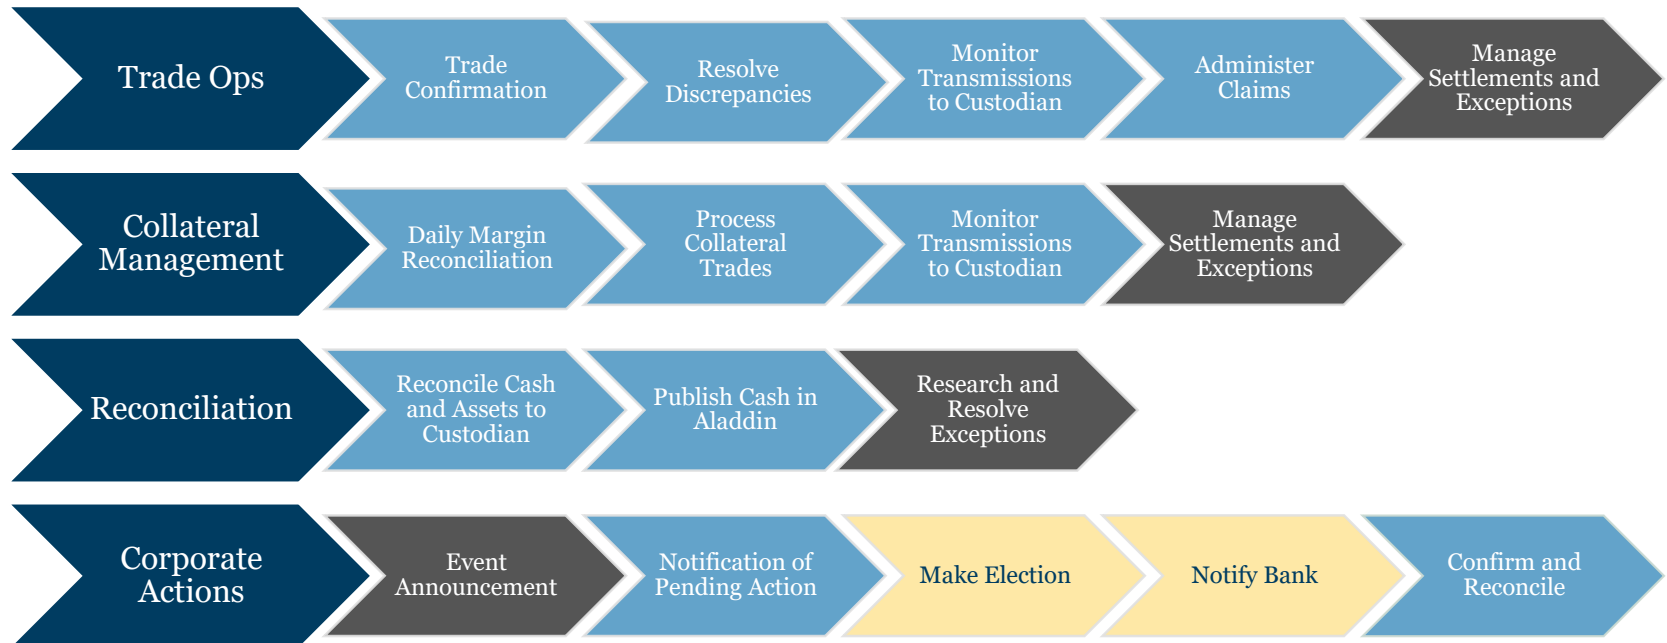 Trade Ops
Trade
Confirmation
Resolve
Discrepancies
Monitor
Transmissions
to Custodian
Administer
Claims
Manage
Settlements and
Exceptions
Collateral
Management
Daily Margin
Reconciliation
Process
Collateral
Trades
Monitor
Transmissions
to Custodian
Manage
Settlements and
Exceptions
Reconciliation
Reconcile Cash
and Assets to
Custodian
Publish Cash in
Aladdin
Research and
Resolve
Exceptions
Corporate
Actions
Event
Announcement
Notification of
Pending Action
Make Election
Notify Bank
Confirm and
Reconcile